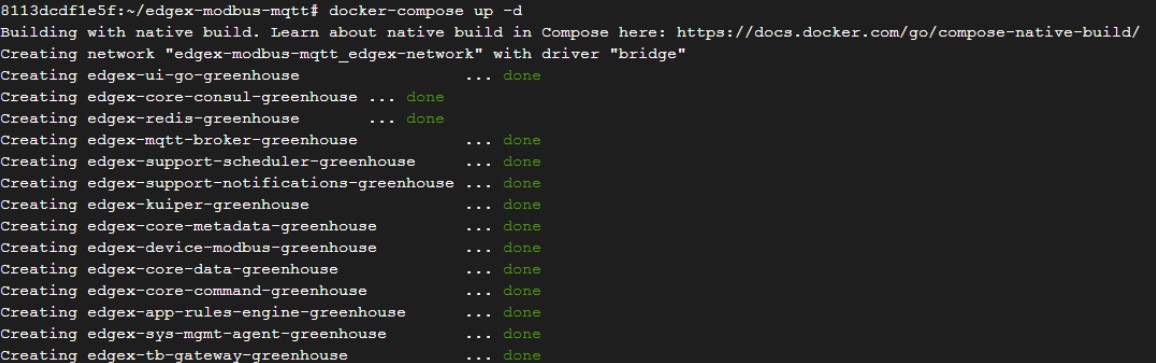 8113dcdf1e5f:~/edgex-modbus-mqtt# docker-compose up -d
Building with native build. Learn about native build in Compose here: https://docs.docker.com/go/compose-native-build/
Creating network "edgex-modbus-mqtt_edgex-network" with driver "bridge"
Creating edgex-ui-go-greenhouse ... done
Creating edgex-core-consul-greenhouse ... done
Creating edgex-redis-greenhouse ... done
Creating edgex-mqtt-broker-greenhouse ... done
Creating edgex-support-scheduler-greenhouse ... done
Creating edgex-support-notifications-greenhouse ... done
Creating edgex-kuiper-greenhouse ... done
Creating edgex-core-metadata-greenhouse ... done
Creating edgex-device-modbus-greenhouse ... done
Creating edgex-core-data-greenhouse ... done
Creating edgex-core-command-greenhouse ... done
Creating edgex-app-rules-engine-greenhouse ... done
Creating edgex-sys-mgmt-agent-greenhouse ... done
Creating edgex-tb-gateway-greenhouse ... done